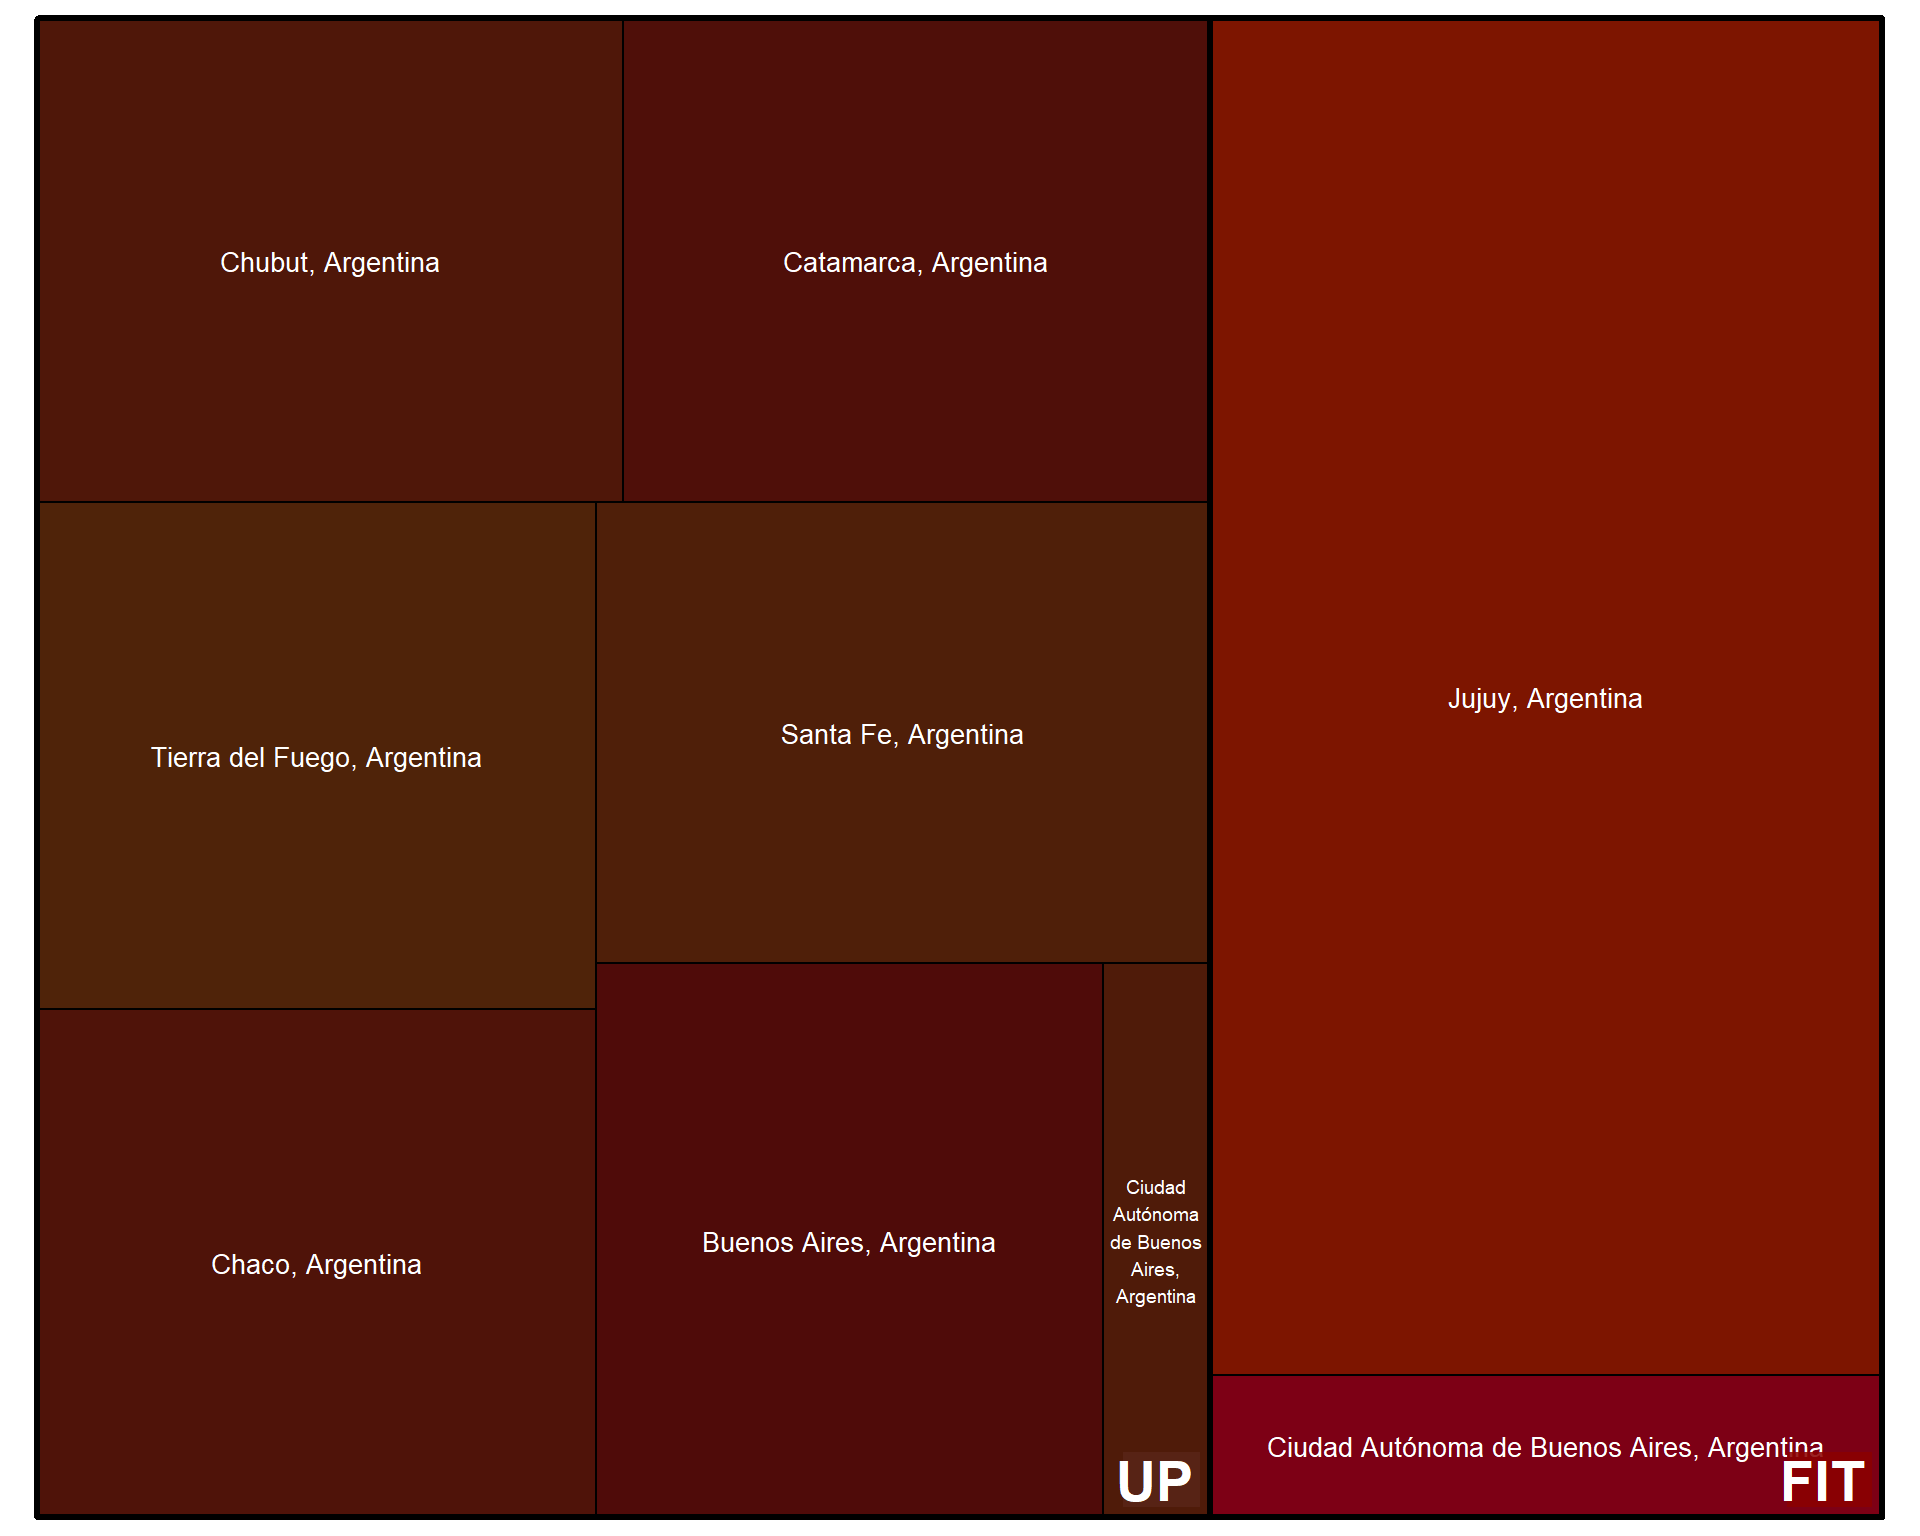 Chubut, Argentina
Catamarca, Argentina
Tierra del Fuego, Argentina
Santa Fe, Argentina
Chaco, Argentina
Buenos Aires, Argentina
Ciudad
Autónoma
de Buenos
Aires,
Argentina
UP
Jujuy, Argentina
Ciudad Autónoma de Buenos Aires, Argentina
FIT